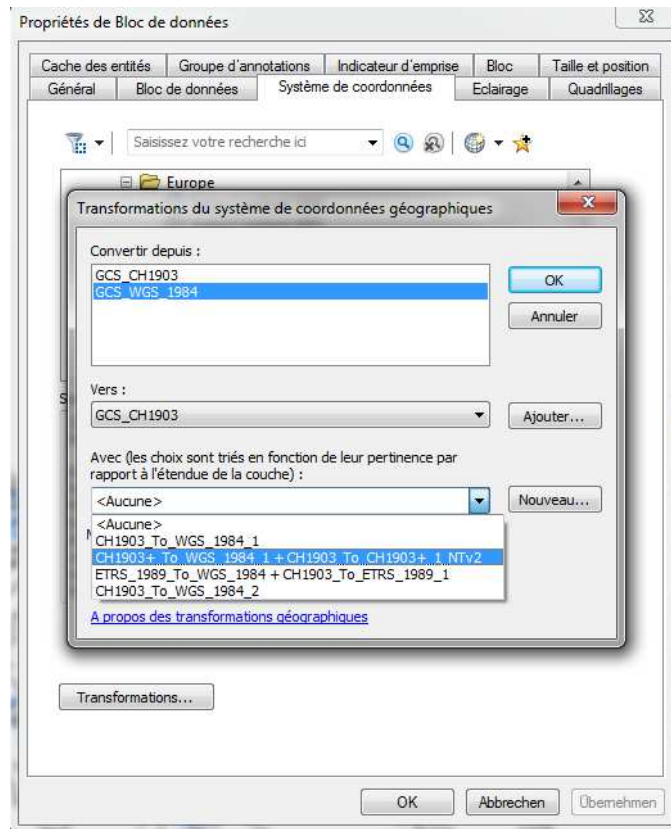 Propriétés de Bloc de données
Cache des entités Groupe d'annotations Indicateur d'emprise Bloc Taille et position
Général Bloc de données Système de coordonnées Eclairage Quadrillages
Saisissez votre recherche ici
Europe
Transformations du système de coordonnées géographiques
Convertir depuis :
GCS_CH1903
GCS_WGS_1984
OK
Annuler
Vers :
GCS_CH1903
Ajouter...
Avec (les choix sont triés en fonction de leur pertinence par
rapport à l'étendue de la couche) :
<Aucune>
Nouveau...
<Aucune>
CH1903_To_WGS_1984_1
CH1903+_To_WGS_1984_1 + CH1903_To_CH1903+_1_NTv2
ETRS_1989_To_WGS_1984 + CH1903_To_ETRS_1989_1
CH1903_To_WGS_1984_2
A propos des transformations géographiques
Transformations...
OK Abbrechen Übernehmen